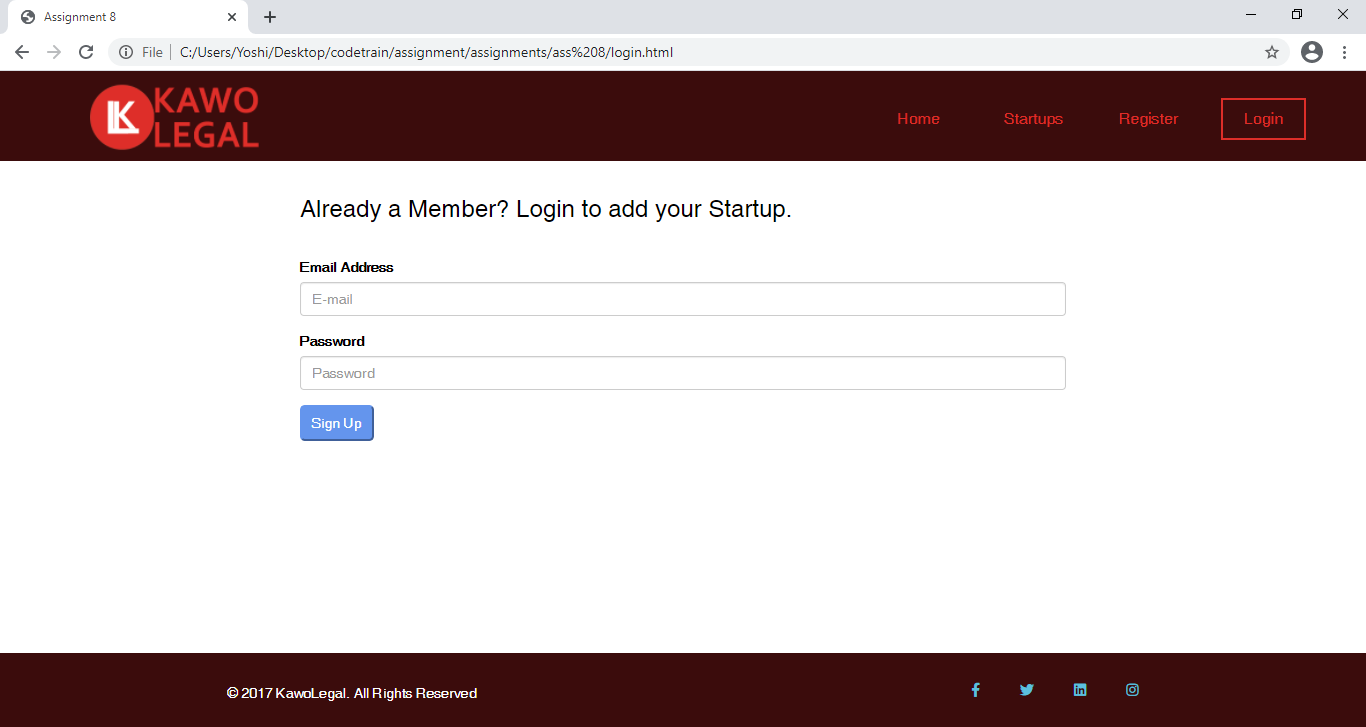 Assignment 8
File C:/Users/Yoshi/Desktop/codetrain/assignment/assignments/ass%208/login.html
KAWO
LEGAL
Home Startups Register Login
Already a Member? Login to add your Startup.
Email Address
E-mail
Password
Password
Sign Up
© 2017 KawoLegal. All Rights Reserved